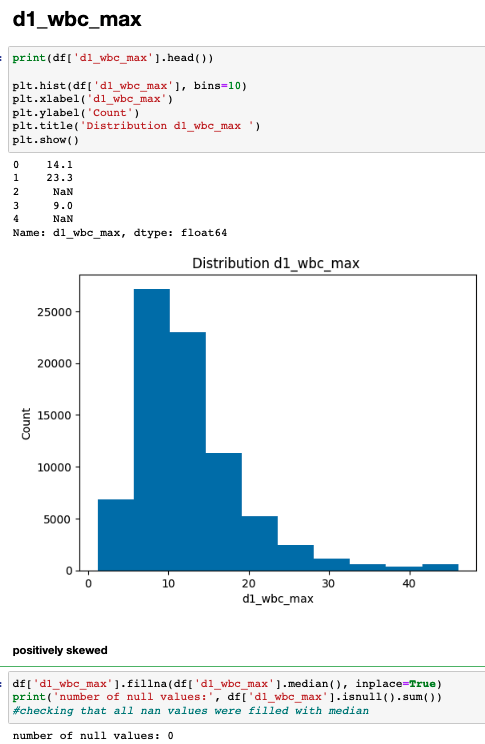 d1_wbc_max
: print(df['d1_wbc_max'].head())
plt.hist(df['d1_wbc_max'], bins=10)
plt.xlabel('d1_wbc_max')
plt.ylabel('Count')
plt.title('Distribution d1_wbc_max ')
plt.show()
0 14.1
1 23.3
2 NaN
3 9.0
4 NaN
Name: d1_wbc_max, dtype: float64
Distribution d1_wbc_max
25000
20000
15000
10000
5000
0
Count
0 10 20 30 40
d1_wbc_max
positively skewed
: df['d1_wbc_max'].fillna(df['d1_wbc_max'].median(), inplace=True)
print('number of null values:', df['d1_wbc_max'].isnull().sum())
#checking that all nan values were filled with median
number of null values: 0